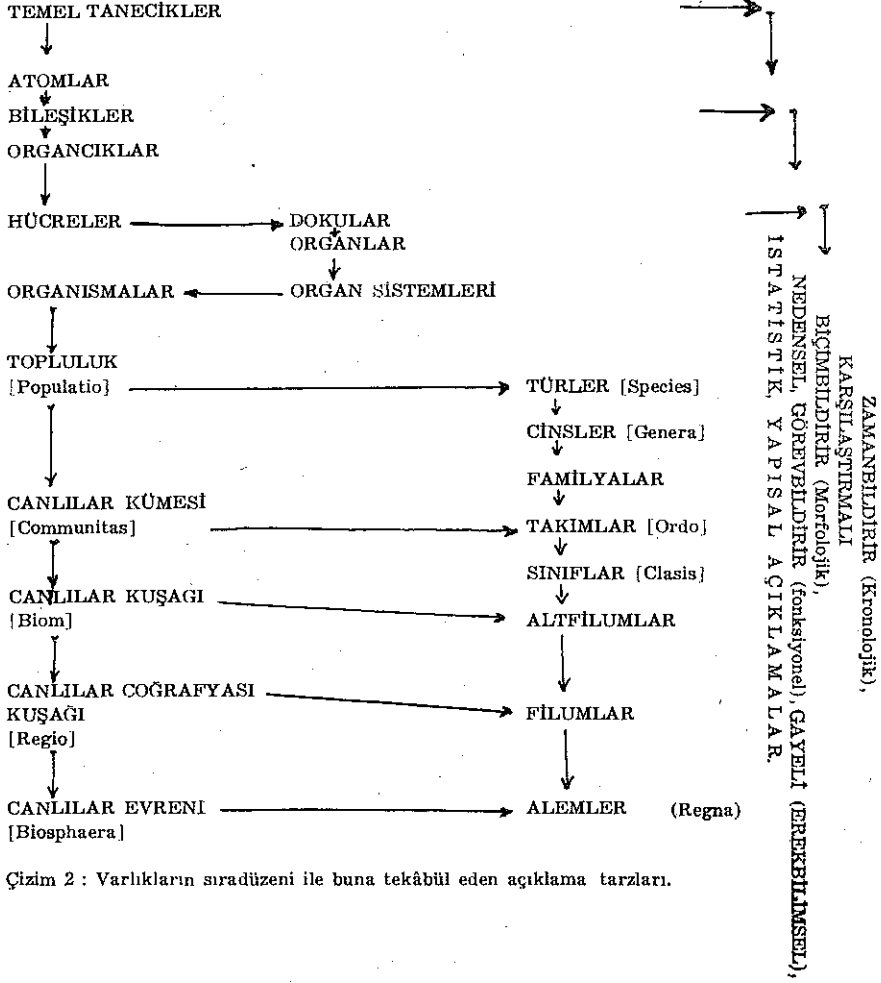 TEMEL TANECİKLER
ATOMLAR
BİLEŞİKLER
ORGANCIKLAR
HÜCRELER
DOKULAR
+
ORGANLAR
ORGANISMALAR
ORGAN SİSTEMLERİ
TOPLULUK
[Populatio]
TÜRLER [Species]
CİNSLER [Genera]
FAMİLYALAR
CANLILAR KÜMESİ
[Communitas]
TAKIMLAR [Ordo]
SINIFLAR [Clasis]
CANLILAR KUŞAĞI
[Biom]
ALTFİLUMLAR
CANLILAR COĞRAFYASI
KUŞAĞI
[Regio]
FİLUMLAR
CANLILAR EVRENİ
[Biosphaera]
ALEMLER (Regna)
ZAMANBİLDİRİR (Kronolojik),
KARŞILAŞTIRMALI
BİÇİMBİLDİRİR (Morfolojik),
NEDENSEL, GÖREVBİLDİRİR (fonksiyonel), GAYELİ (EREKBİLİMSEL),
İSTATİSTİK, YAPISAL AÇIKLAMALAR.
Çizim 2 : Varlıkların sıradüzeni ile buna tekâbül eden açıklama tarzları.